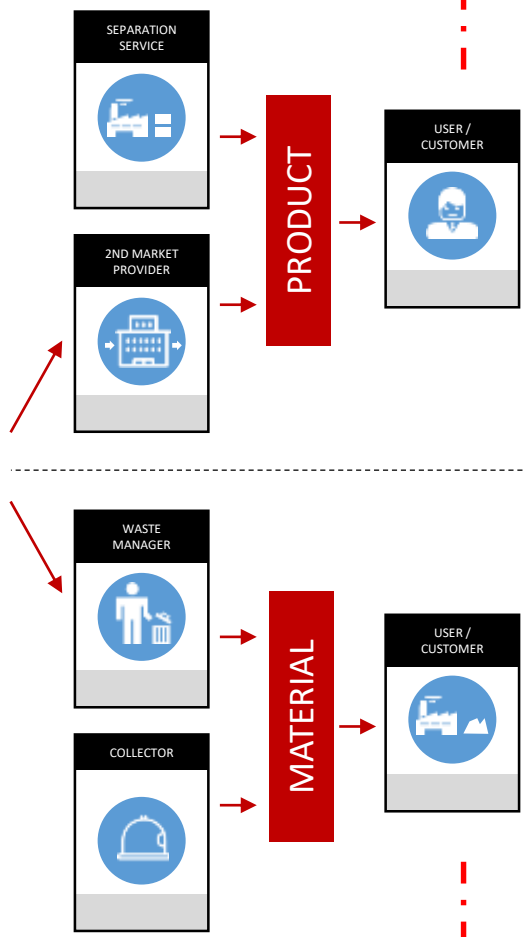 SEPARATION
SERVICE
PRODUCT
USER /
CUSTOMER
2ND MARKET
PROVIDER
WASTE
MANAGER
MATERIAL
USER /
CUSTOMER
COLLECTOR